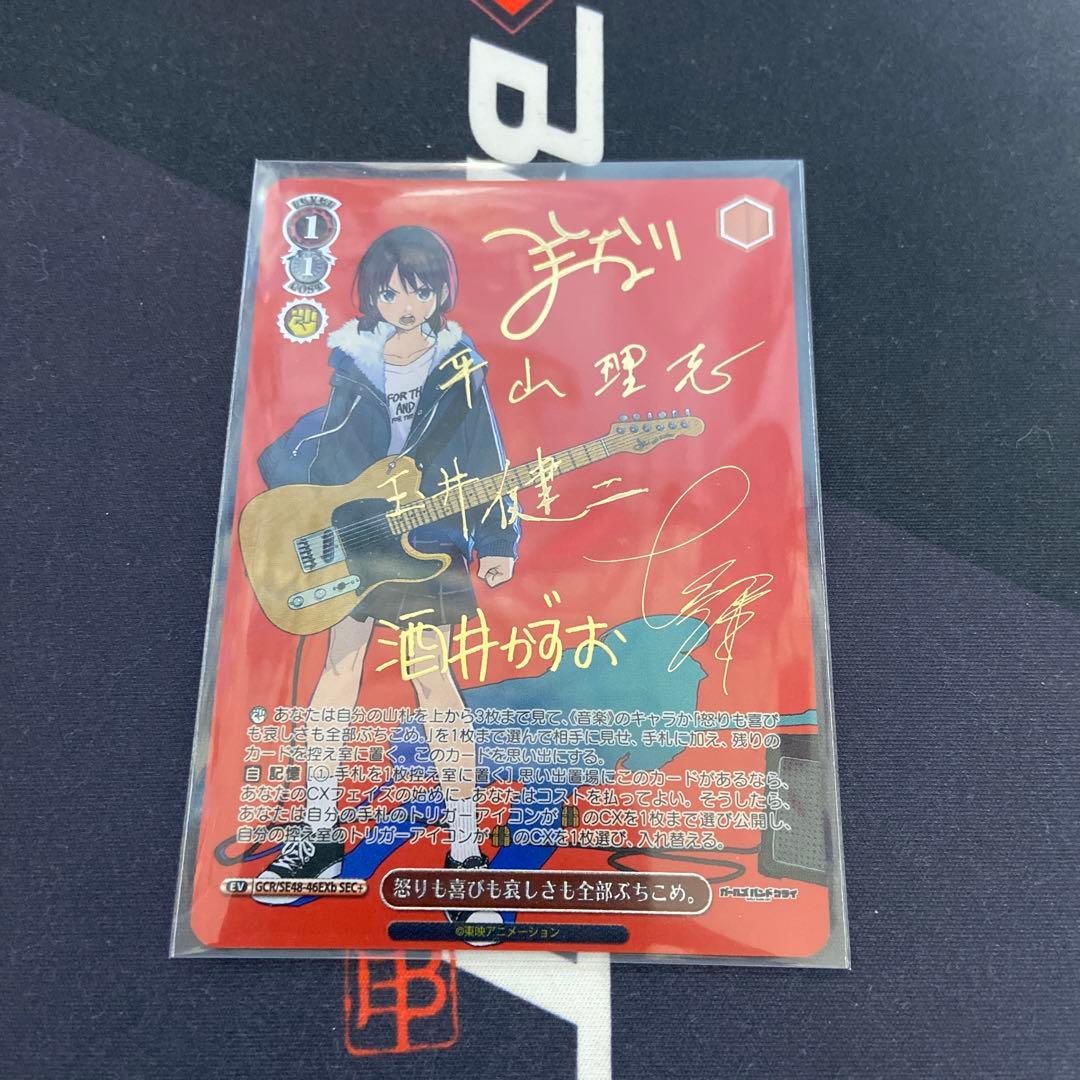 LEVEL
1
1
COST
平山理志
FOR TH
AND
玉井健二
酒井かずお
あなたは自分の山札を上から3枚まで見て、《音楽》のキャラか「怒りも喜び
も哀しさも全部ぶちこめ。」を1枚まで選んで相手に見せ、手札に加え、残りの
カードを控え室に置く。このカードを思い出にする。
自 記憶 [① 手札を1枚控え室に置く] 思い出置場にこのカードがあるなら、
あなたのCXフェイズの始めに、あなたはコストを払ってよい。そうしたら、
あなたは自分の手札のトリガーアイコンが のCXを1枚まで選び公開し、
自分の控え室のトリガーアイコンが のCXを1枚選び、入れ替える。
EV GCR/SE48-46EXb SEC+
怒りも喜びも哀しさも全部ぶちこめ。
ガールズバンドクライ
©東映アニメーション